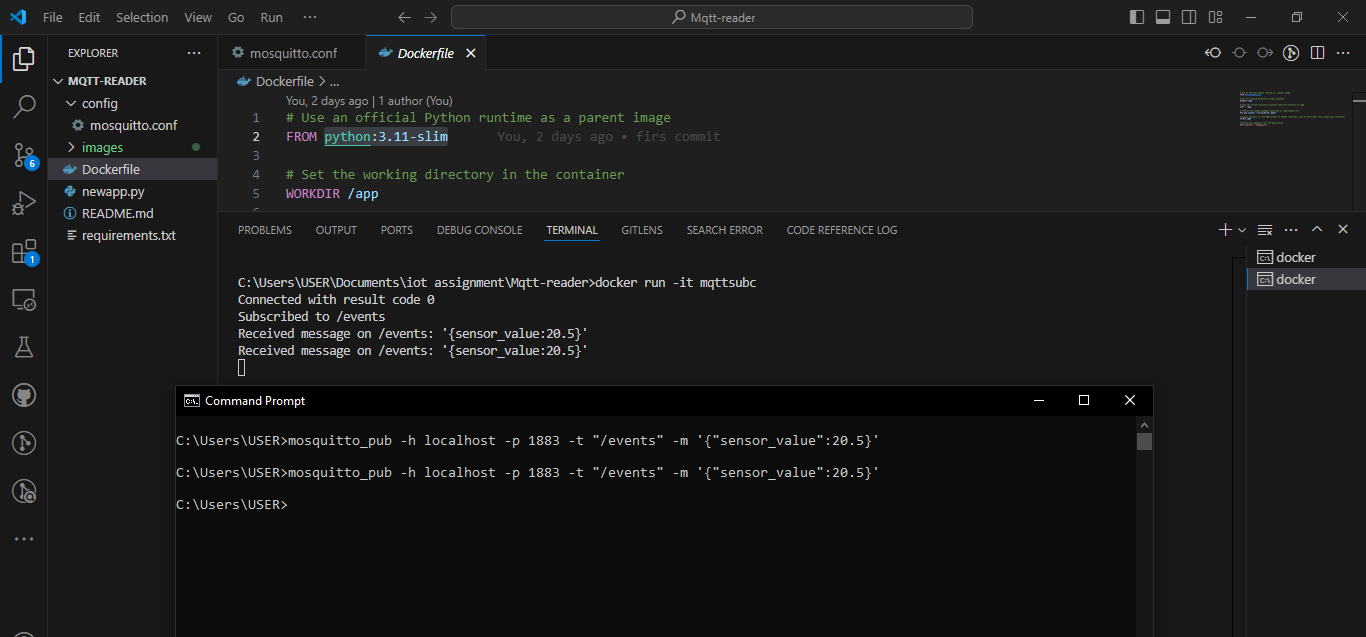 File Edit Selection View Go Run ··· Mqtt-reader
EXPLORER ···
MQTT-READER
config
mosquitto.conf
images
Dockerfile
newapp.py
README.md
requirements.txt
6
1
mosquitto.conf Dockerfile
Dockerfile > ...
You, 2 days ago | 1 author (You)
1 # Use an official Python runtime as a parent image
2 FROM python:3.11-slim You, 2 days ago • firs commit
3
4 # Set the working directory in the container
5 WORKDIR /app
PROBLEMS OUTPUT PORTS DEBUG CONSOLE TERMINAL GITLENS SEARCH ERROR CODE REFERENCE LOG
C:\Users\USER\Documents\iot assignment\Mqtt-reader>docker run -it mqttsubc
Connected with result code 0
Subscribed to /events
Received message on /events: '{sensor_value:20.5}'
Received message on /events: '{sensor_value:20.5}'
docker
docker
Command Prompt
C:\Users\USER>mosquitto_pub -h localhost -p 1883 -t "/events" -m '{"sensor_value":20.5}'
C:\Users\USER>mosquitto_pub -h localhost -p 1883 -t "/events" -m '{"sensor_value":20.5}'
C:\Users\USER>